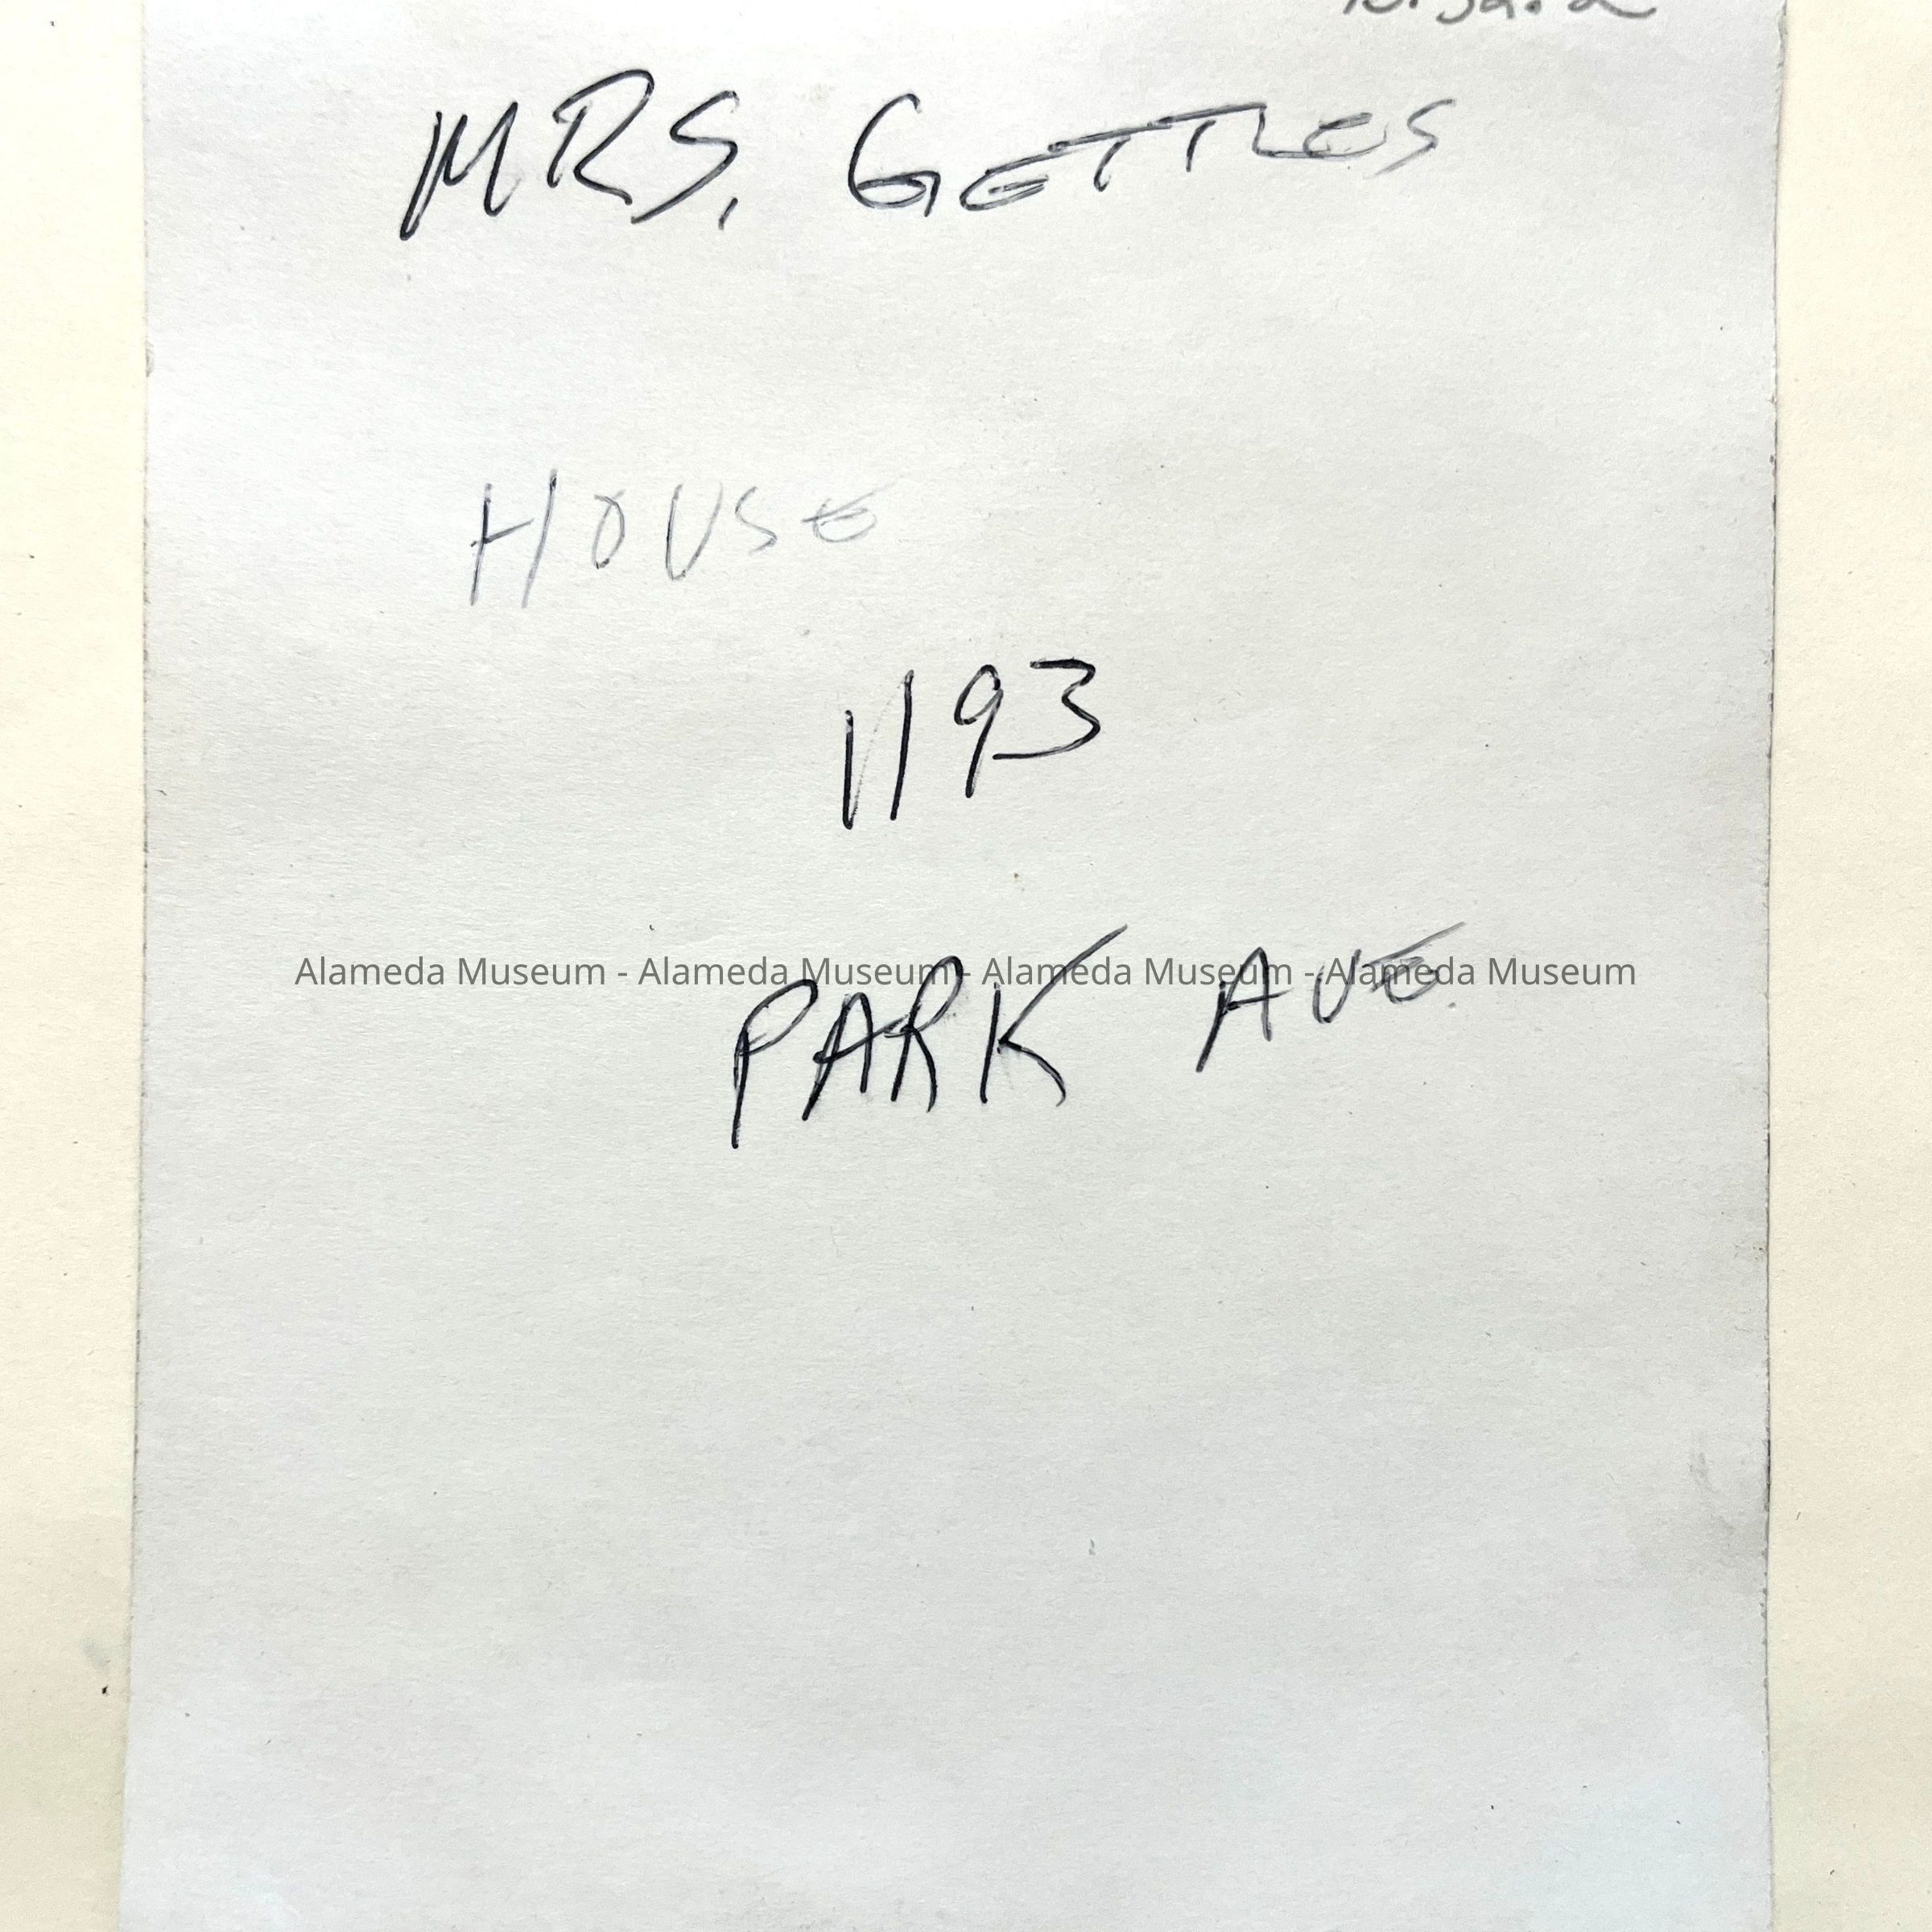 MRS. GETTLES
HOUSE
1193
PARK AVE.
Alameda Museum - Alameda Museum - Alameda Museum - Alameda Museum